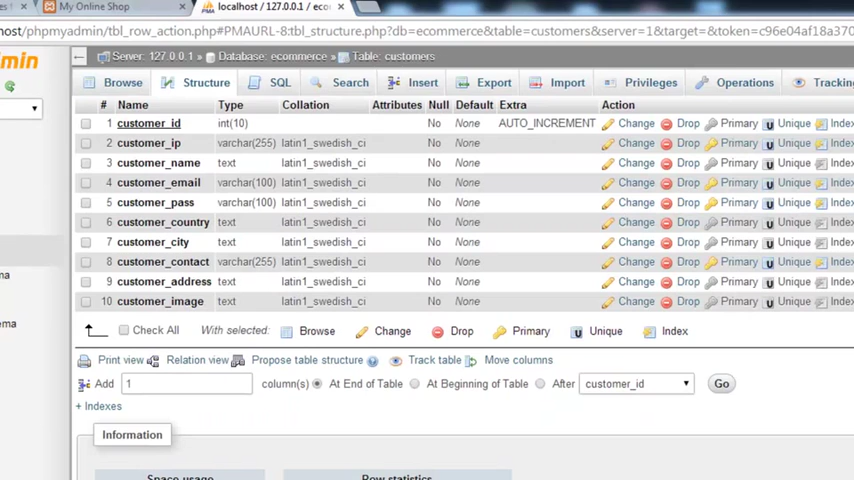 My Online Shop
localhost / 127.0.0.1 / eco
ost/phpmyadmin/tbl_row_action.php#PMAURL-8:tbl_structure.php?db=ecommerce&table=customers&server=1&target=&token=c96e04af18a370
min
Server: 127.0.0.1 » Database: ecommerce » Table: customers
Browse Structure SQL Search Insert Export Import Privileges Operations Tracking
# Name Type Collation Attributes Null Default Extra Action
1 customer_id int(10) No None AUTO_INCREMENT Change Drop Primary Unique Index
2 customer_ip varchar(255) latin1_swedish_ci No None Change Drop Primary Unique Index
3 customer_name text latin1_swedish_ci No None Change Drop Primary Unique Index
4 customer_email varchar(100) latin1_swedish_ci No None Change Drop Primary Unique Index
5 customer_pass varchar(100) latin1_swedish_ci No None Change Drop Primary Unique Index
6 customer_country text latin1_swedish_ci No None Change Drop Primary Unique Index
7 customer_city text latin1_swedish_ci No None Change Drop Primary Unique Index
8 customer_contact varchar(255) latin1_swedish_ci No None Change Drop Primary Unique Index
9 customer_address text latin1_swedish_ci No None Change Drop Primary Unique Index
10 customer_image text latin1_swedish_ci No None Change Drop Primary Unique Index
ma
ema
Check All With selected: Browse Change Drop Primary Unique Index
Print view Relation view Propose table structure Track table Move columns
Add 1 column(s) At End of Table At Beginning of Table After customer_id Go
+ Indexes
Information
Space usage Row statistics